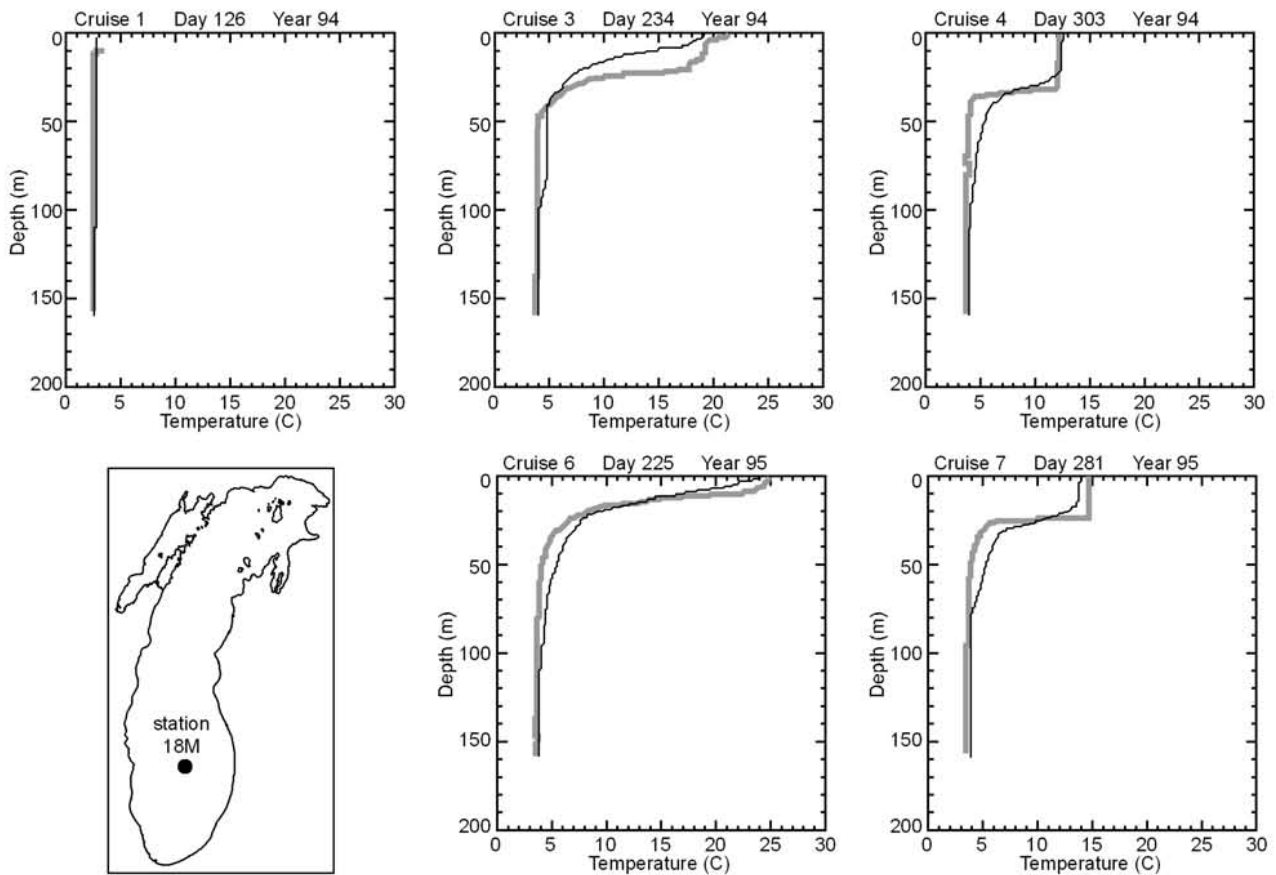 Cruise 1 Day 126 Year 94
0
50
100
150
200
Depth (m)
0 5 10 15 20 25 30
Temperature (C)
Cruise 3 Day 234 Year 94
0
50
100
150
200
Depth (m)
0 5 10 15 20 25 30
Temperature (C)
Cruise 4 Day 303 Year 94
0
50
100
150
200
Depth (m)
0 5 10 15 20 25 30
Temperature (C)
station
18M
Cruise 6 Day 225 Year 95
0
50
100
150
200
Depth (m)
0 5 10 15 20 25 30
Temperature (C)
Cruise 7 Day 281 Year 95
0
50
100
150
200
Depth (m)
0 5 10 15 20 25 30
Temperature (C)